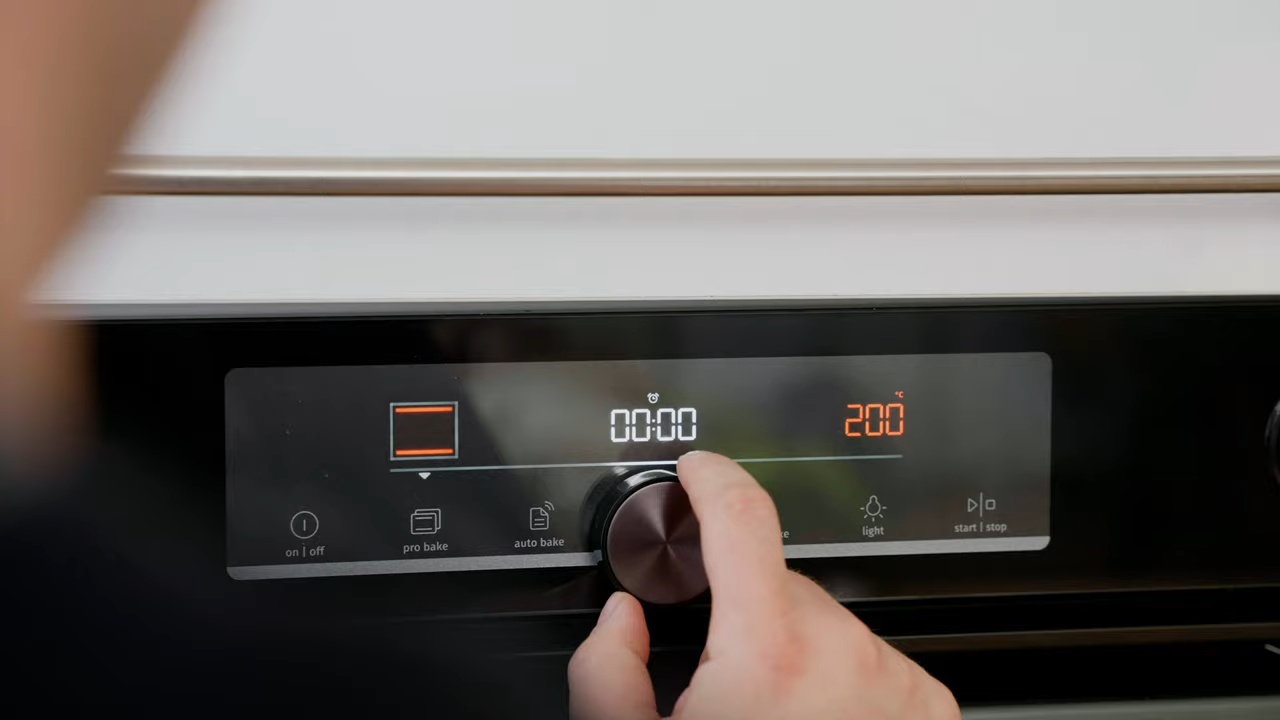 00:00
200 °C
on | off
pro bake
auto bake
light
start | stop